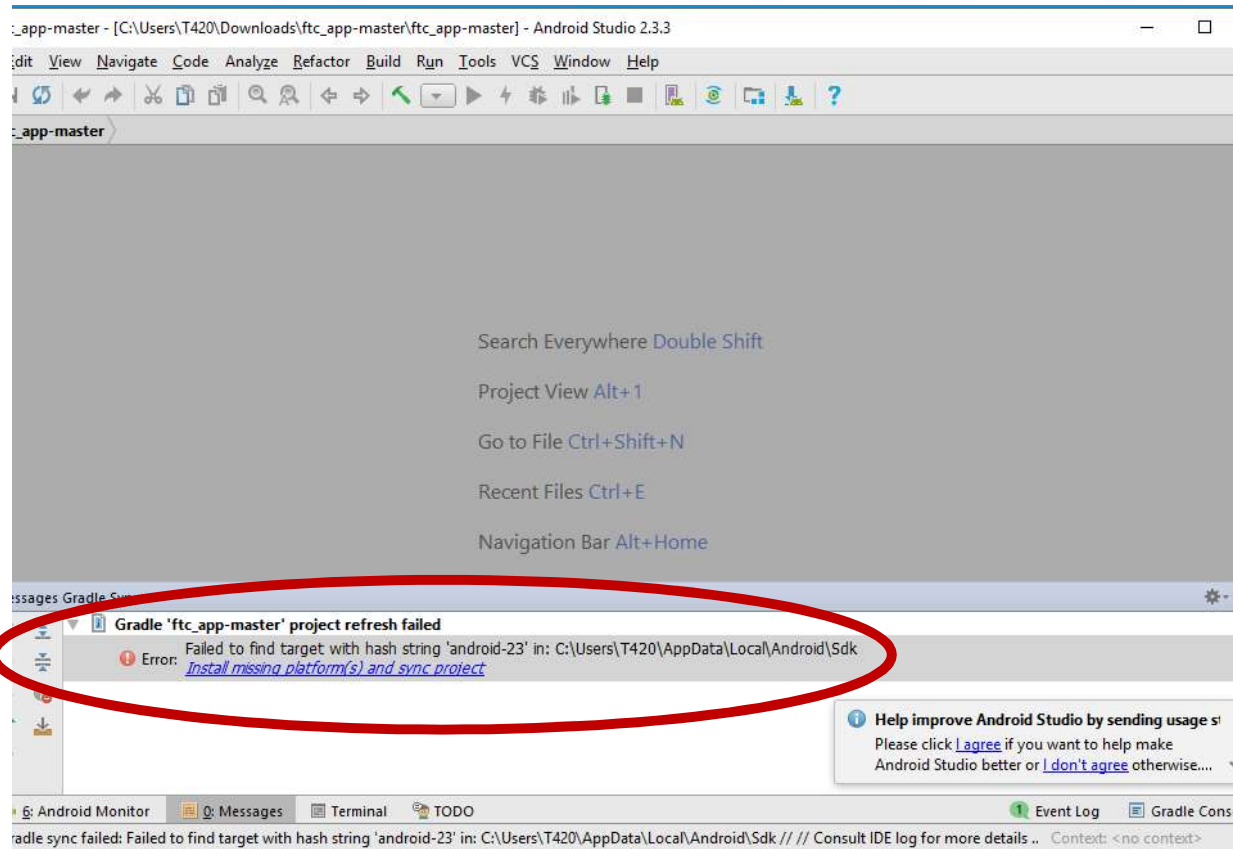 :_app-master - [C:\Users\T420\Downloads\ftc_app-master\ftc_app-master] - Android Studio 2.3.3
Edit View Navigate Code Analyze Refactor Build Run Tools VCS Window Help
:_app-master
Search Everywhere Double Shift
Project View Alt+1
Go to File Ctrl+Shift+N
Recent Files Ctrl+E
Navigation Bar Alt+Home
essages Gradle Sync
Gradle 'ftc_app-master' project refresh failed
Error: Failed to find target with hash string 'android-23' in: C:\Users\T420\AppData\Local\Android\Sdk
Install missing platform(s) and sync project
Help improve Android Studio by sending usage st
Please click I agree if you want to help make
Android Studio better or I don't agree otherwise....
6: Android Monitor 0: Messages Terminal TODO 1 Event Log Gradle Cons
radle sync failed: Failed to find target with hash string 'android-23' in: C:\Users\T420\AppData\Local\Android\Sdk // // Consult IDE log for more details .. Context: <no context>